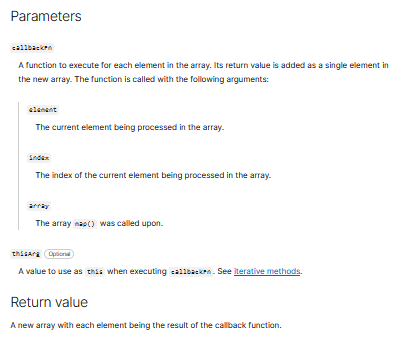 Parameters
callbackFn
A function to execute for each element in the array. Its return value is added as a single element in
the new array. The function is called with the following arguments:
element
The current element being processed in the array.
index
The index of the current element being processed in the array.
array
The array map() was called upon.
thisArg Optional
A value to use as this when executing callbackFn. See iterative methods.
Return value
A new array with each element being the result of the callback function.